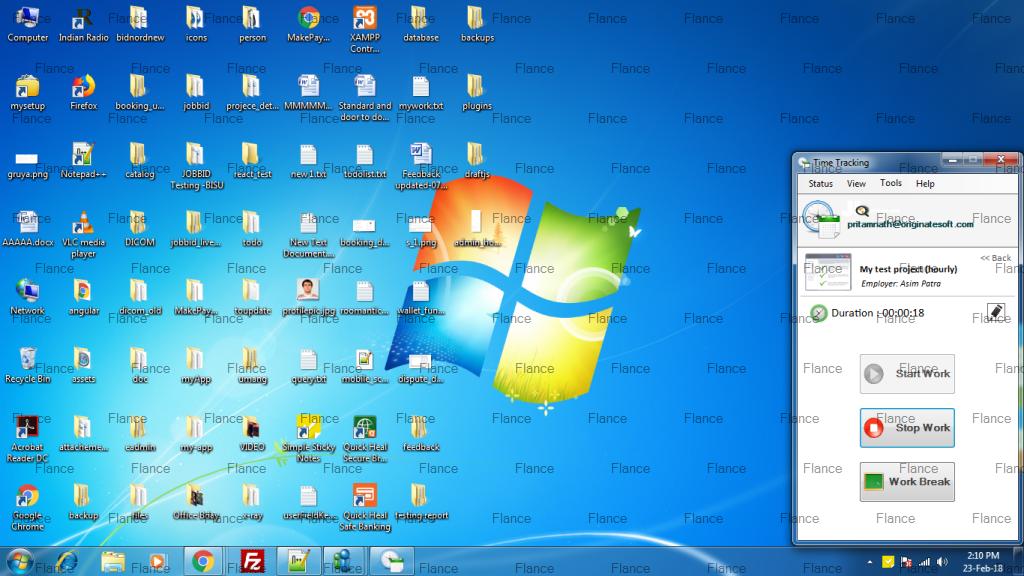 Computer
Indian Radio
bidnordnew
icons
person
MakePay...
XAMPP
Contr...
database
backups
mysetup
Firefox
booking_u...
jobbid
projece_det...
MMMMM...
Standard and
door to do...
mywork.txt
plugins
gruya.png
Notepad++
catalog
JOBBID
Testing -BISU
react_test
new 1.txt
todolist.txt
Feedback
updated-07...
draftjs
AAAAA.docx
VLC media
player
DICOM
jobbid_live...
todo
New Text
Document...
booking_d...
s_1.png
admin_ho...
Network
angular
dicom_old
MakePay...
toupdate
profilepic.jpg
roomantic...
wallet_fun...
Recycle Bin
assets
doc
myApp
umang
query.txt
mobile_sc...
dispute_d...
Acrobat
Reader DC
attacheme...
eadmin
my-app
VIDEO
Simple Sticky
Notes
Quick Heal
Secure Br...
feedback
Google
Chrome
backup
files
x-ray
Quick Heal
Safe Banking
testing report
Time Tracking
Status View Tools Help
pritamnath@originatesoft.com
<< Back
My test project (hourly)
Employer: Asim Patra
Duration : 00:00:18
Start Work
Stop Work
Work Break
2:10 PM
23-Feb-18
Flance